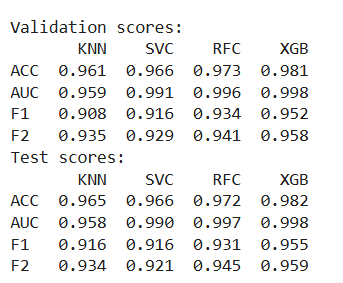 Validation scores:
KNN SVC RFC XGB
ACC 0.961 0.966 0.973 0.981
AUC 0.959 0.991 0.996 0.998
F1 0.908 0.916 0.934 0.952
F2 0.935 0.929 0.941 0.958
Test scores:
KNN SVC RFC XGB
ACC 0.965 0.966 0.972 0.982
AUC 0.958 0.990 0.997 0.998
F1 0.916 0.916 0.931 0.955
F2 0.934 0.921 0.945 0.959